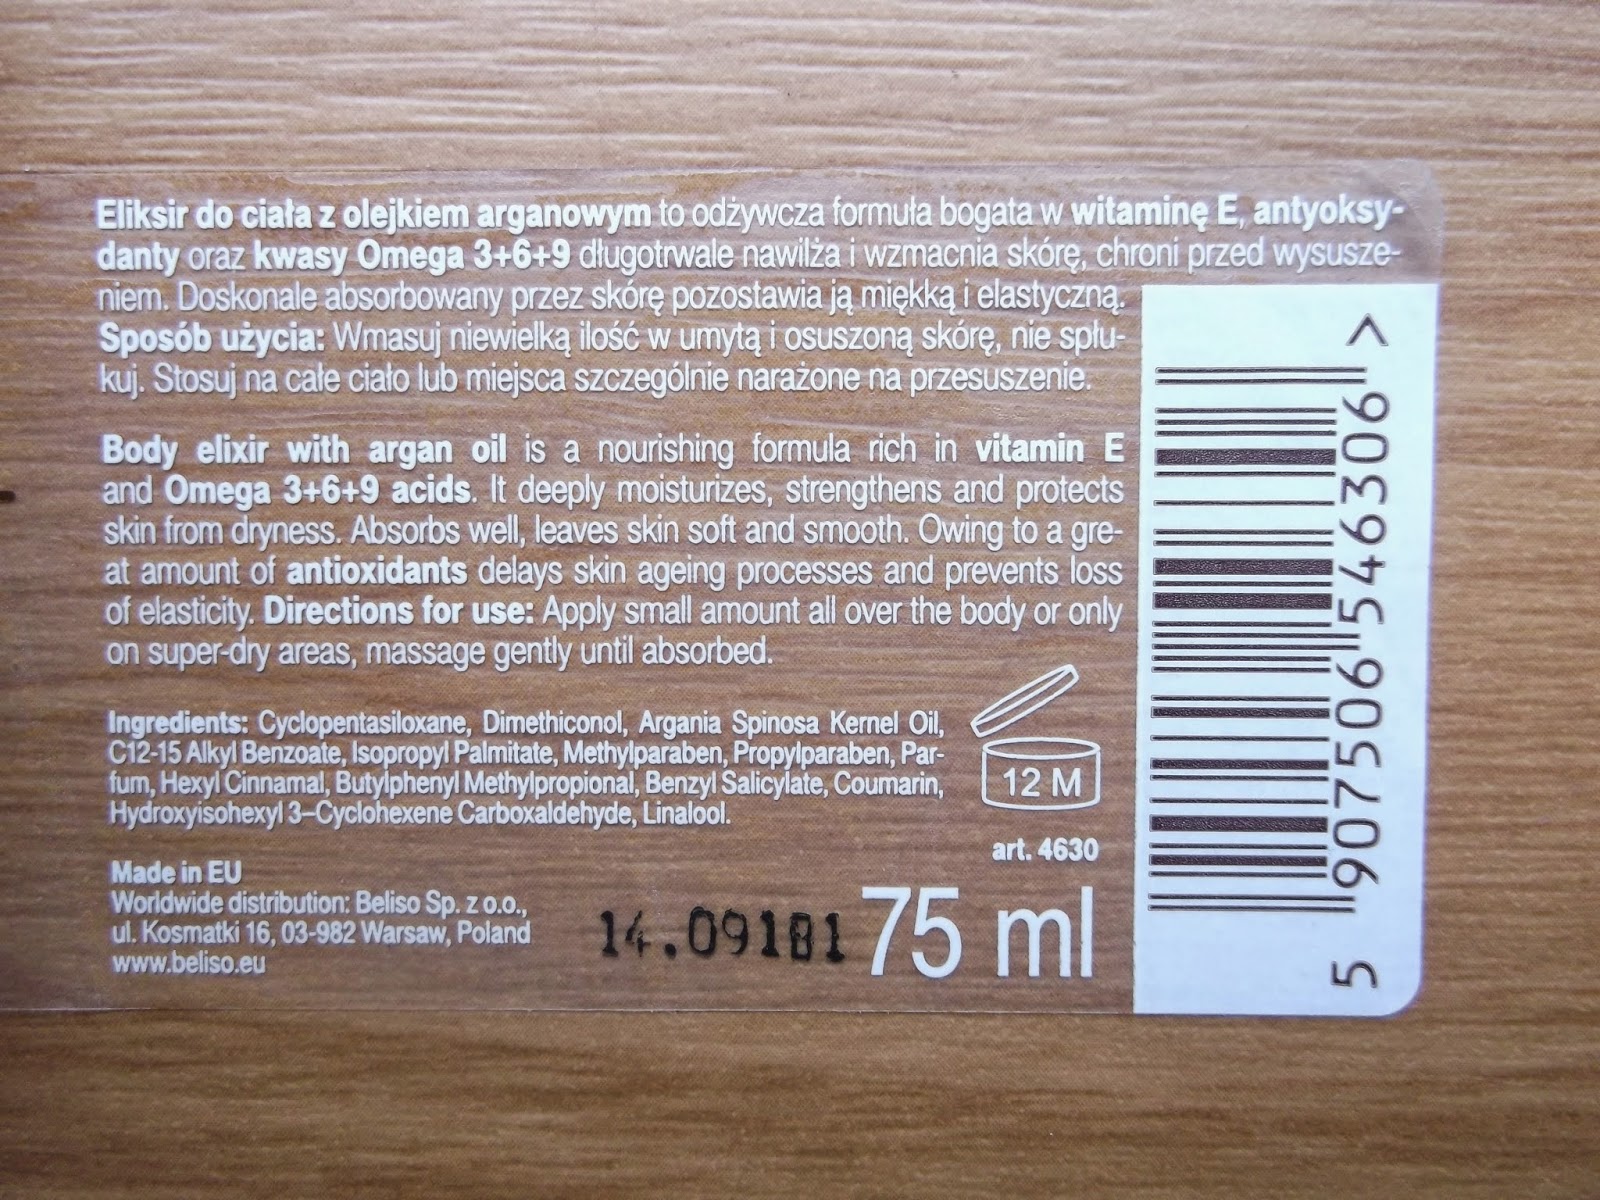 Eliksir do ciała z olejkiem arganowym to odżywcza formuła bogata w witaminę E, antyoksy-
danty oraz kwasy Omega 3+6+9 długotrwale nawilża i wzmacnia skórę, chroni przed wysusze-
niem. Doskonale absorbowany przez skórę pozostawia ją miękką i elastyczną.
Sposób użycia: Wmasuj niewielką ilość w umytą i osuszoną skórę, nie spłu-
kuj. Stosuj na całe ciało lub miejsca szczególnie narażone na przesuszenie.
Body elixir with argan oil is a nourishing formula rich in vitamin E
and Omega 3+6+9 acids. It deeply moisturizes, strengthens and protects
skin from dryness. Absorbs well, leaves skin soft and smooth. Owing to a gre-
at amount of antioxidants delays skin ageing processes and prevents loss
of elasticity. Directions for use: Apply small amount all over the body or only
on super-dry areas, massage gently until absorbed.
Ingredients: Cyclopentasiloxane, Dimethiconol, Argania Spinosa Kernel Oil,
C12-15 Alkyl Benzoate, Isopropyl Palmitate, Methylparaben, Propylparaben, Par-
fum, Hexyl Cinnamal, Butylphenyl Methylpropional, Benzyl Salicylate, Coumarin,
Hydroxyisohexyl 3–Cyclohexene Carboxaldehyde, Linalool.
12 M
art. 4630
Made in EU
Worldwide distribution: Beliso Sp. z o.o.,
ul. Kosmatki 16, 03-982 Warsaw, Poland
www.beliso.eu
14.09181
75 ml
5 907506 546306 >